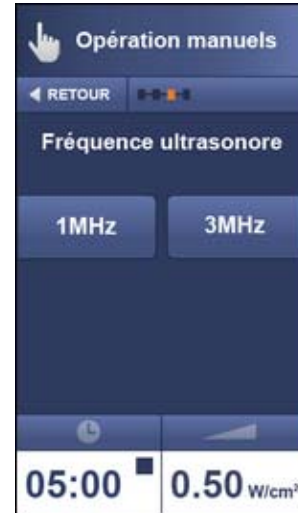 Opération manuels
RETOUR
Fréquence ultrasonore
1MHz 3MHz
05:00 0.50 W/cm²